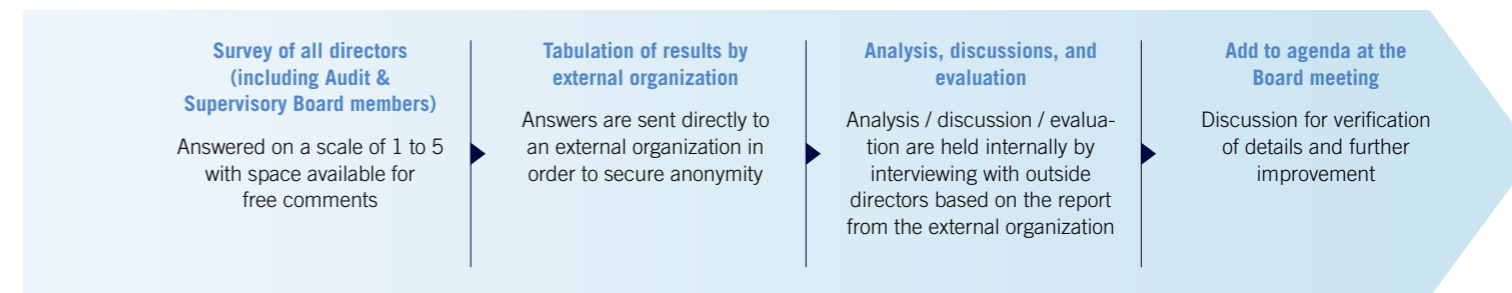 Survey of all directors
(including Audit &
Supervisory Board members)
Answered on a scale of 1 to 5
with space available for
free comments
Tabulation of results by
external organization
Answers are sent directly to
an external organization in
order to secure anonymity
Analysis, discussions, and
evaluation
Analysis / discussion / evalua-
tion are held internally by
interviewing with outside
directors based on the report
from the external organization
Add to agenda at the
Board meeting
Discussion for verification
of details and further
improvement